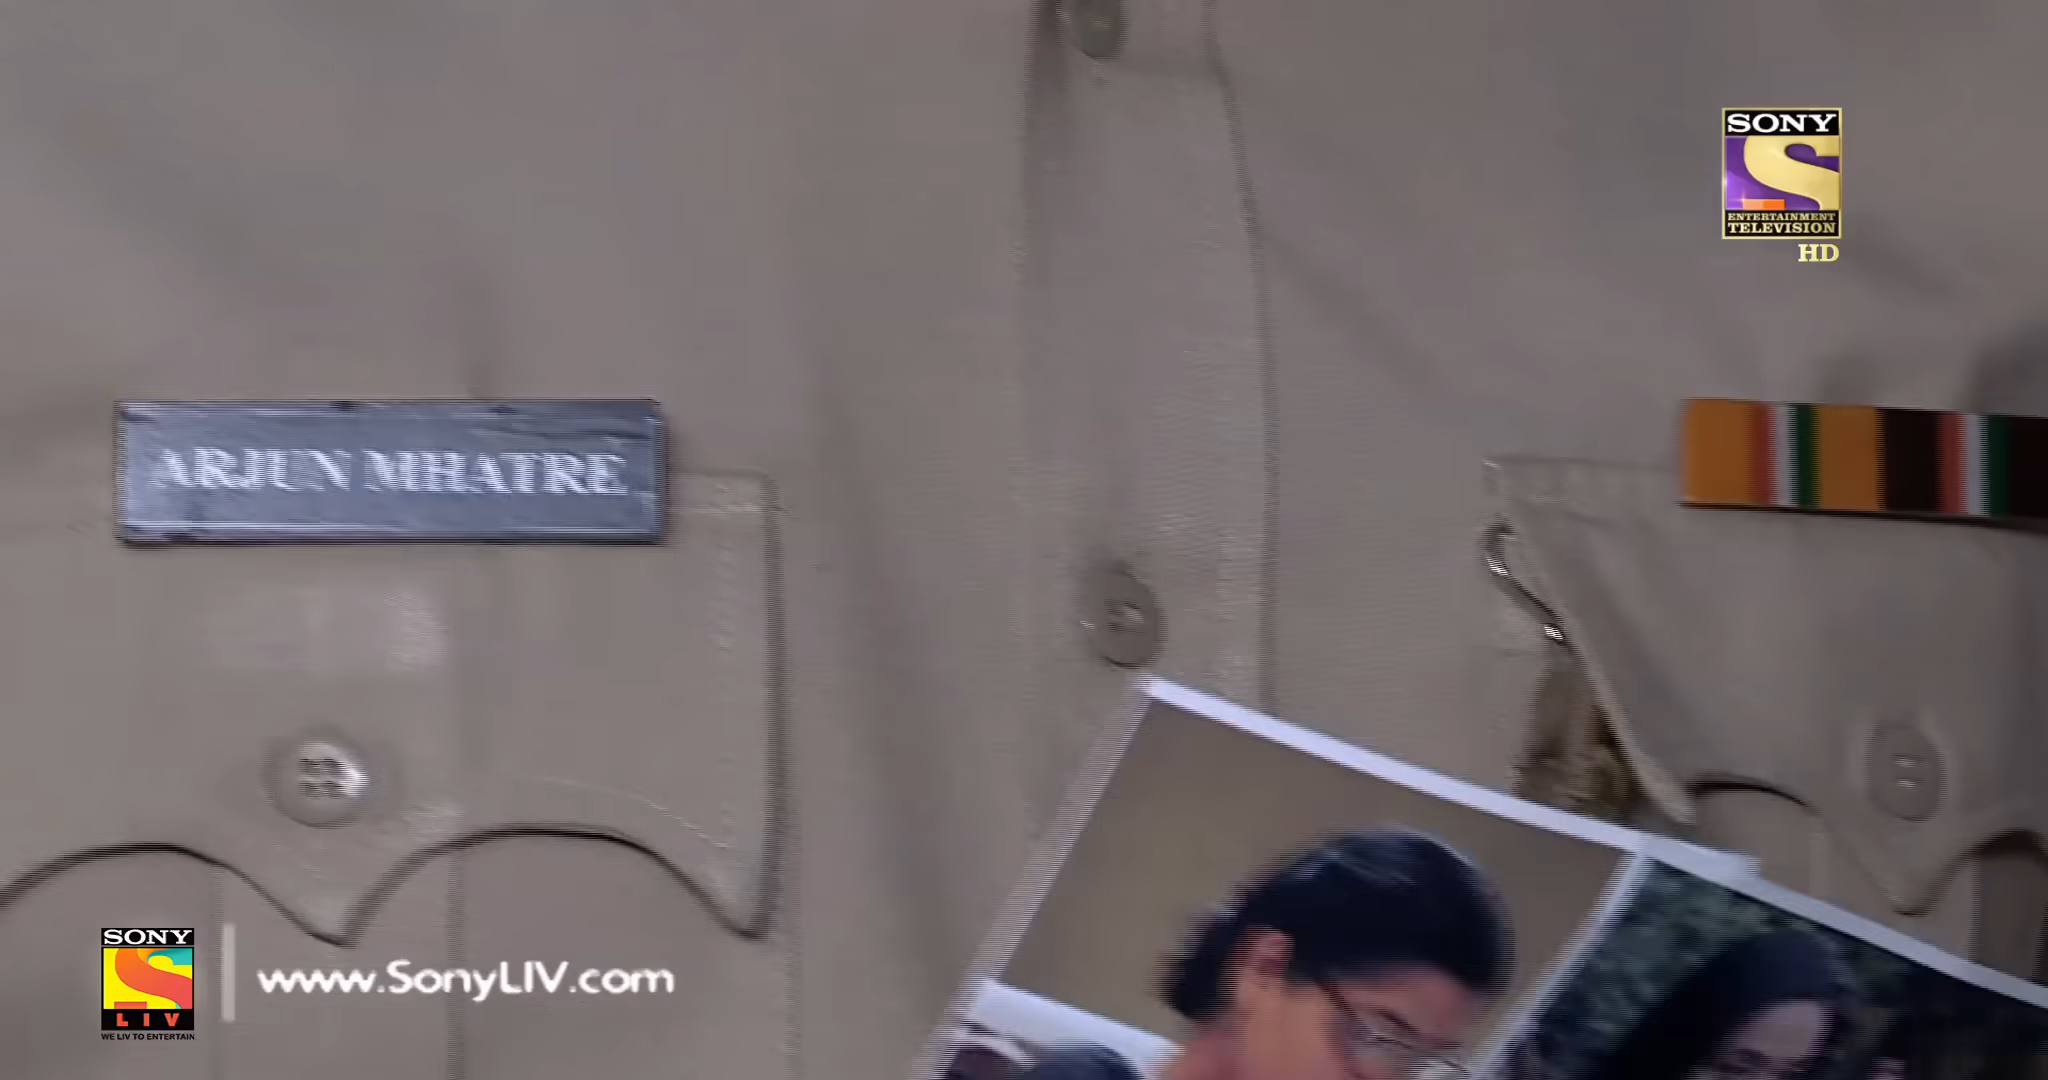 SONY
ENTERTAINMENT
TELEVISION
HD
ARJUN MHATRE
SONY
LIV
WE LIV TO ENTERTAIN
www.SonyLIV.com